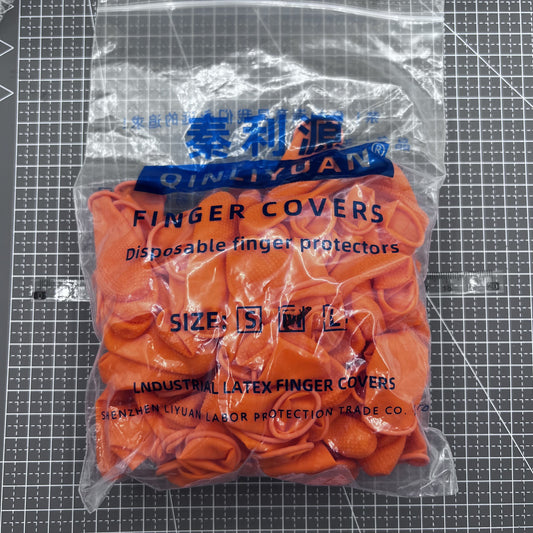 秦利源
QINLIYUAN®
FINGER COVERS
Disposable finger protectors
SIZE: S M L
LNDUSTRIAL LATEX FINGER COVERS
SHENZHEN LIYUAN LABOR PROTECTION TRADE CO.